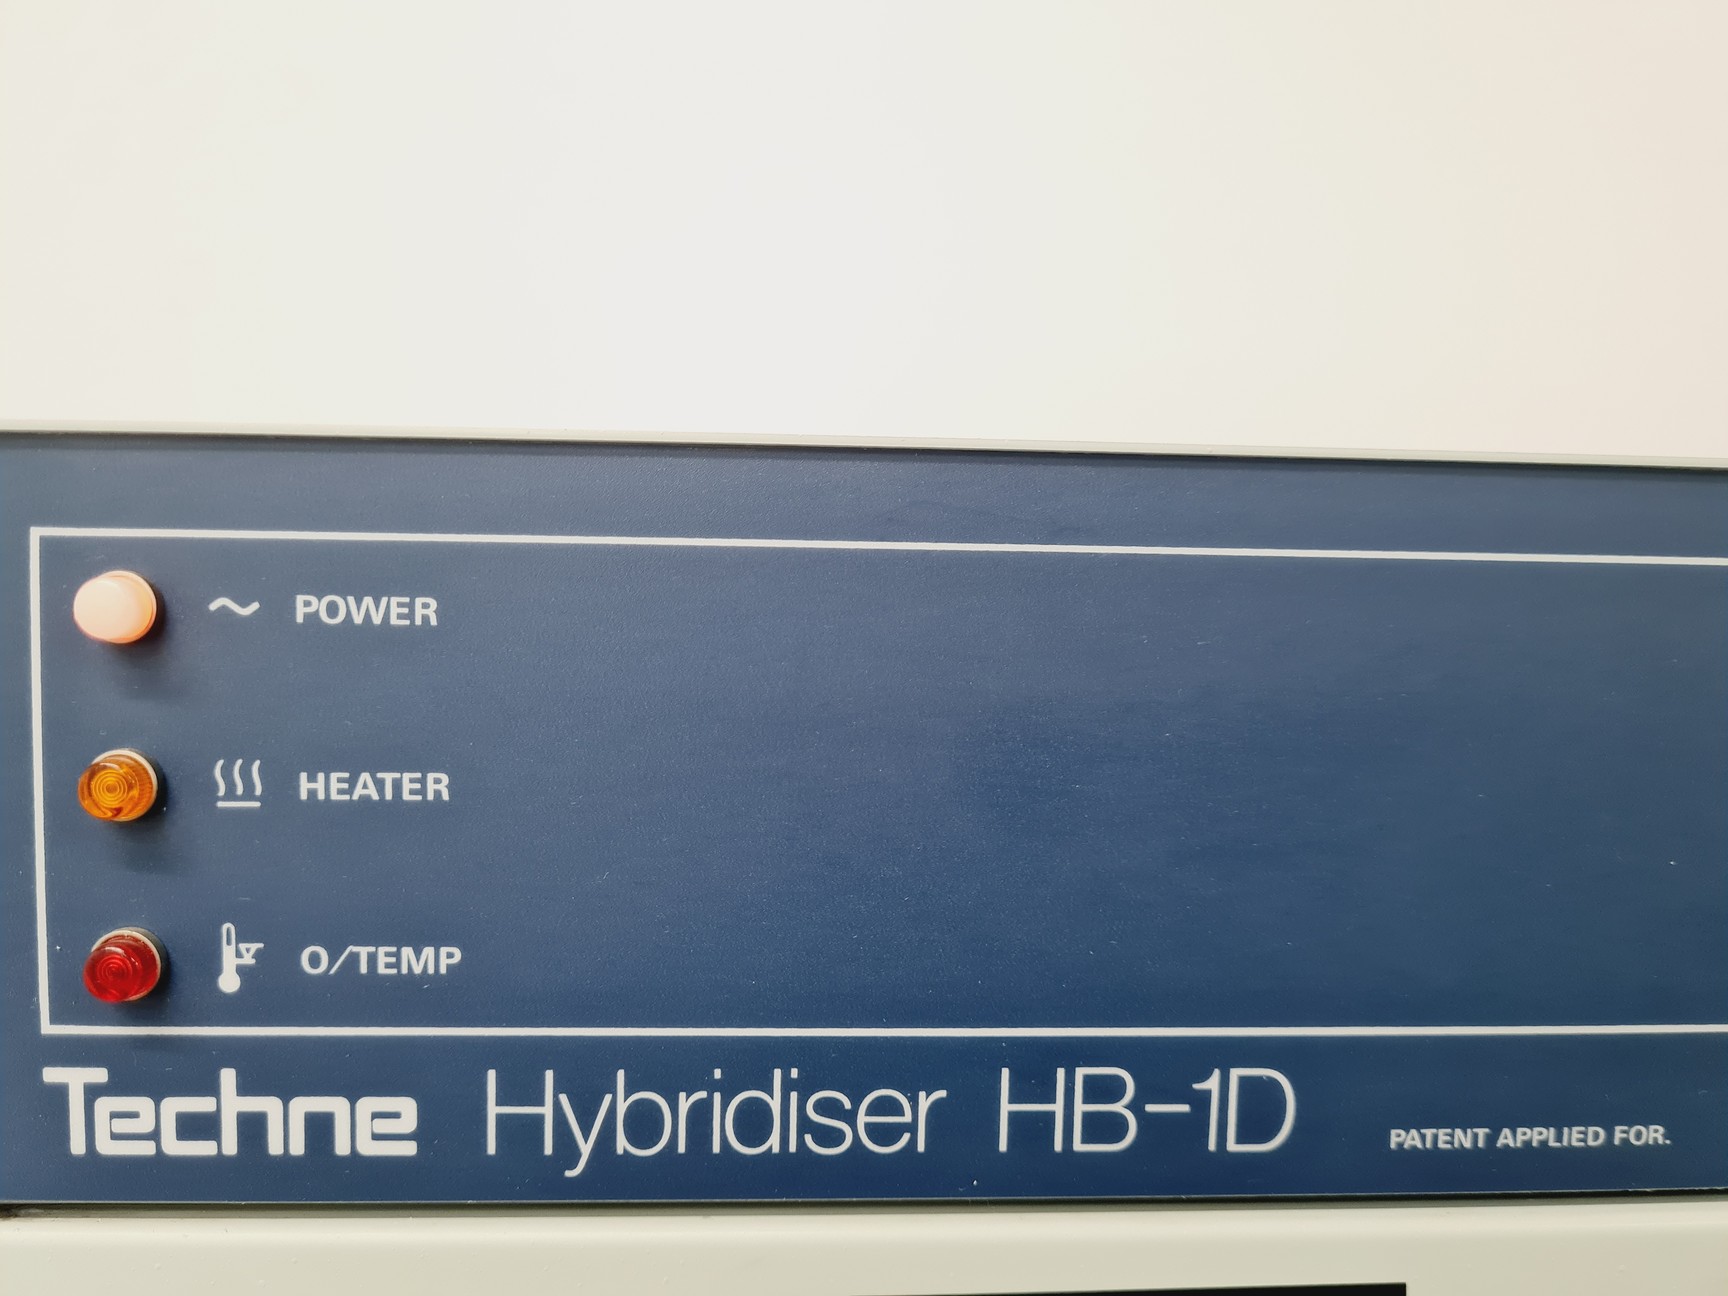 ~ POWER
HEATER
O/TEMP
Techne Hybridiser HB-1D PATENT APPLIED FOR.